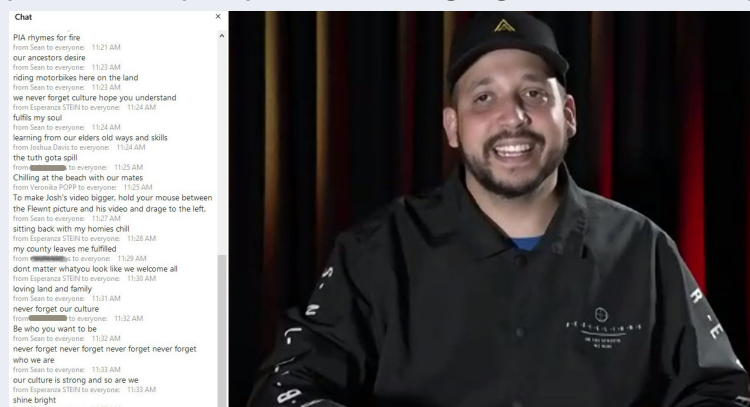 Chat
×
PIA rhymes for fire
from Sean to everyone: 11:21 AM
our ancestors desire
from Sean to everyone: 11:23 AM
riding motorbikes here on the land
from Sean to everyone: 11:23 AM
we never forget culture hope you understand
from Esperanza STEIN to everyone: 11:24 AM
fulfils my soul
from Sean to everyone: 11:24 AM
learning from our elders old ways and skills
from Joshua Davis to everyone: 11:24 AM
the tuth gota spill
from to everyone: 11:25 AM
Chilling at the beach with our mates
from Veronika POPP to everyone: 11:25 AM
To make Josh's video bigger, hold your mouse between
the Flewnt picture and his video and drage to the left.
from Sean to everyone: 11:27 AM
sitting back with my homies chill
from Esperanza STEIN to everyone: 11:28 AM
my county leaves me fulfilled
from to everyone: 11:29 AM
dont matter whatyou look like we welcome all
from Esperanza STEIN to everyone: 11:30 AM
loving land and family
from Sean to everyone: 11:31 AM
never forget our culture
from to everyone: 11:32 AM
Be who you want to be
from Sean to everyone: 11:32 AM
never forget never forget never forget never forget
who we are
from Sean to everyone: 11:33 AM
our culture is strong and so are we
from Esperanza STEIN to everyone: 11:33 AM
shine bright